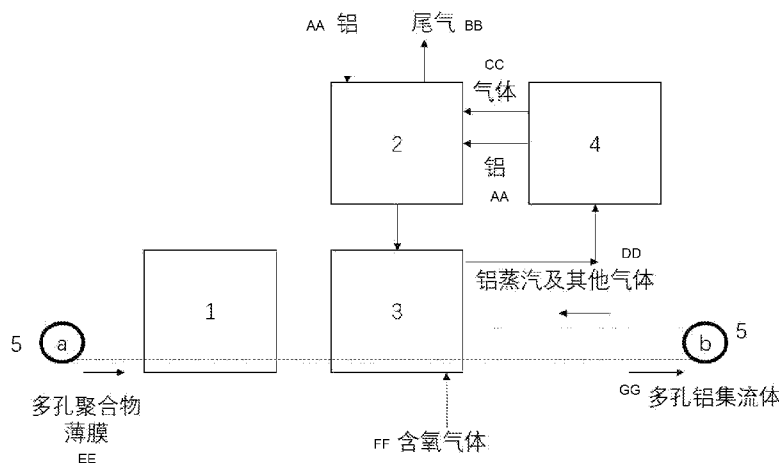 AA 铝
尾气 BB
CC
气体
2
4
铝
AA
DD
铝蒸汽及其他气体
1
3
5
a
b
5
GG 多孔铝集流体
多孔聚合物
薄膜
EE
FF 含氧气体